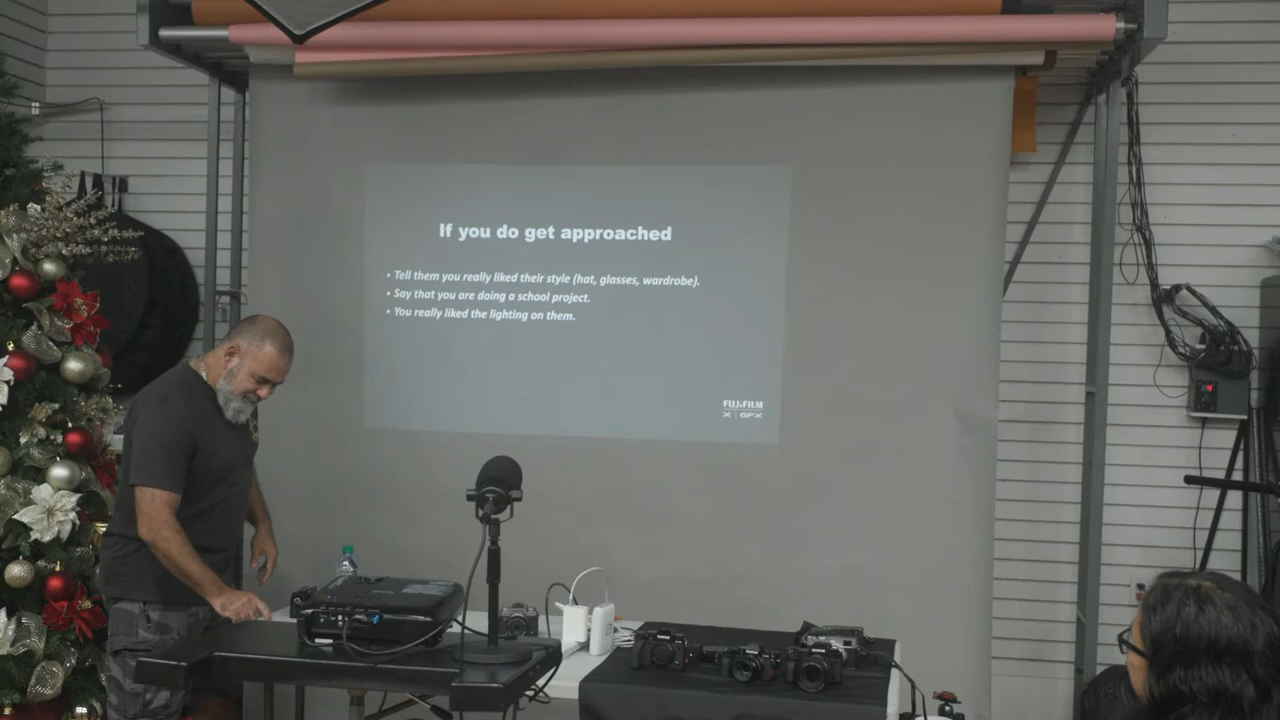 If you do get approached
• Tell them you really liked their style (hat, glasses, wardrobe).
• Say that you are doing a school project.
• You really liked the lighting on them.
FUJIFILM
X | GFX